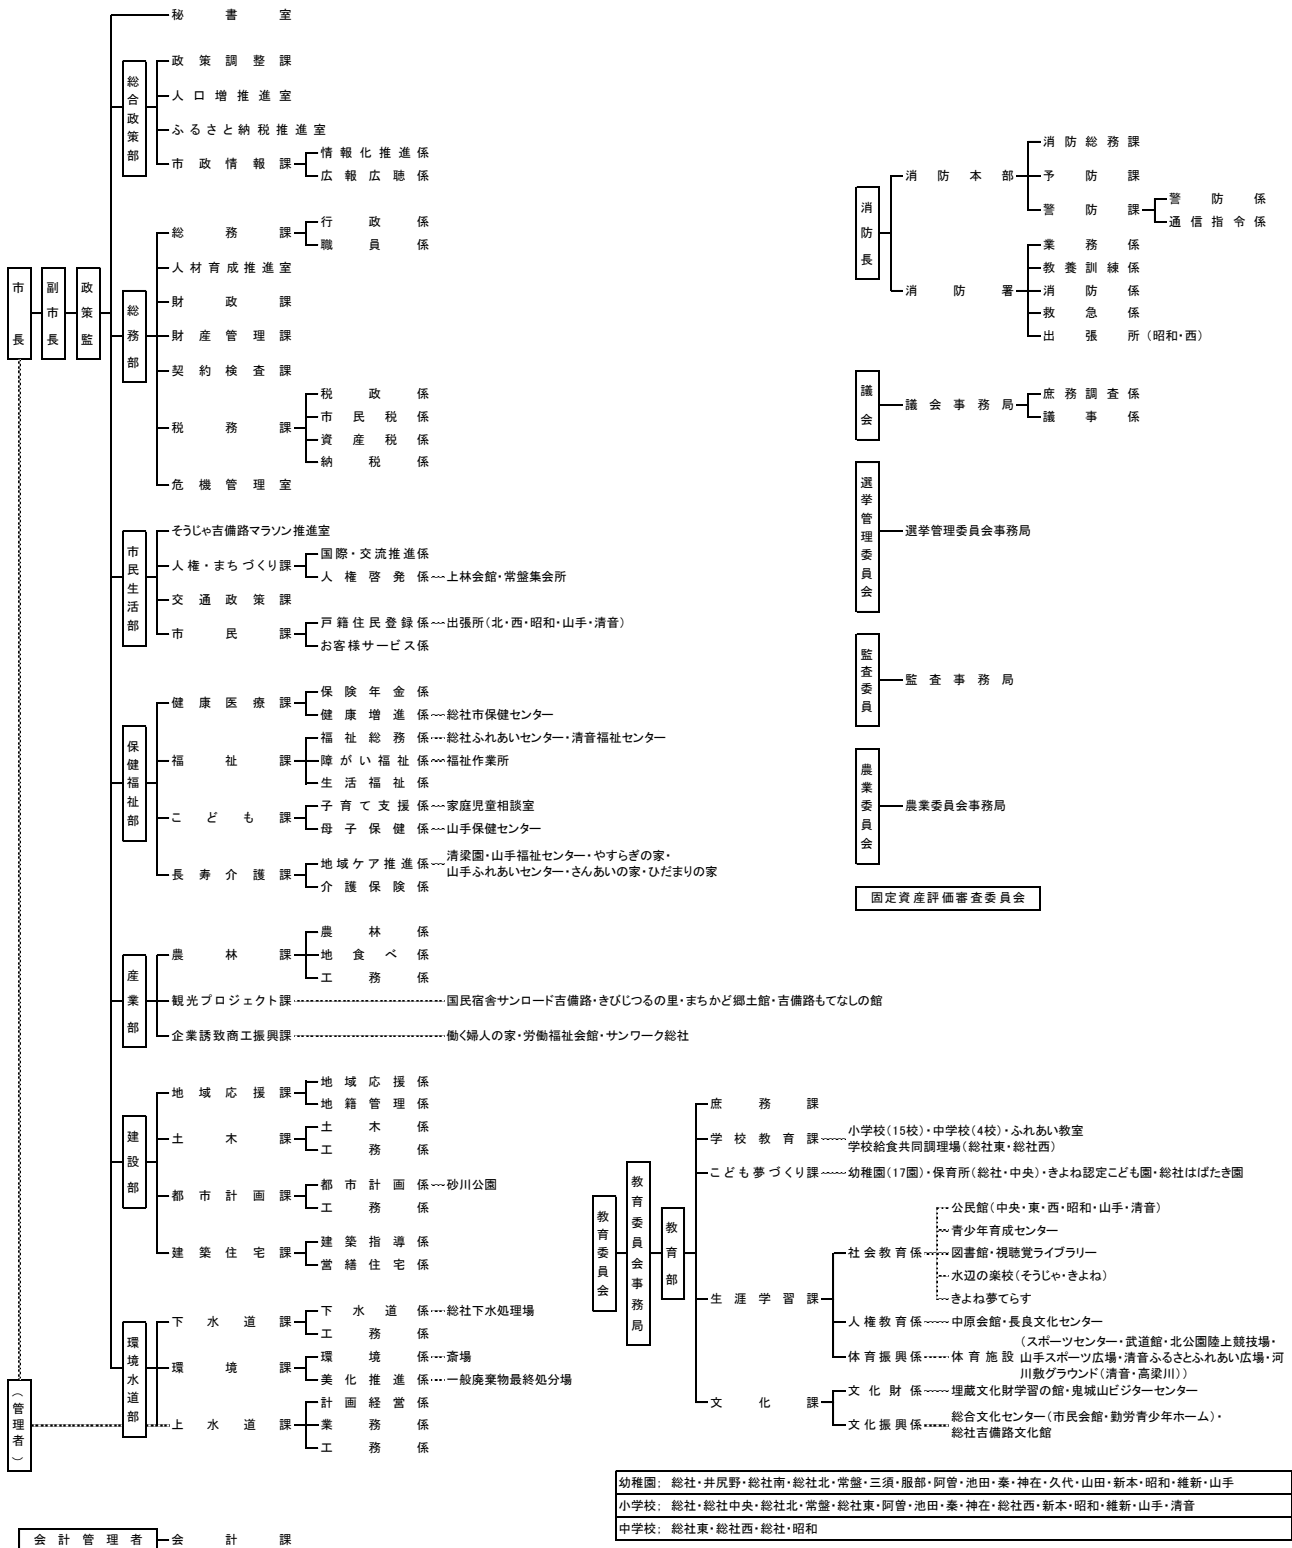 秘書室
市長
副市長
政策監
総合政策部
政策調整課
人口増推進室
ふるさと納税推進室
市政情報課
情報化推進係
広報広聴係
総務部
総務課
行政係
職員係
人材育成推進室
財政課
財産管理課
契約検査課
税務課
税政係
市民税係
資産税係
納税係
危機管理室
市民生活部
そうじゃ吉備路マラソン推進室
人権・まちづくり課
国際・交流推進係
人権啓発係
上林会館・常盤集会所
交通政策課
市民課
戸籍住民登録係
出張所(北・西・昭和・山手・清音)
お客様サービス係
保健福祉部
健康医療課
保険年金係
健康増進係
総社市保健センター
福祉課
福祉総務係
総社ふれあいセンター・清音福祉センター
障がい福祉係
福祉作業所
生活福祉係
こども課
子育て支援係
家庭児童相談室
母子保健係
山手保健センター
長寿介護課
地域ケア推進係
清梁園・山手福祉センター・やすらぎの家・
山手ふれあいセンター・さんあいの家・ひだまりの家
介護保険係
産業部
農林課
農林係
地食べ係
工務係
観光プロジェクト課
国民宿舎サンロード吉備路・きびじつるの里・まちかど郷土館・吉備路もてなしの館
企業誘致商工振興課
働く婦人の家・労働福祉会館・サンワーク総社
建設部
地域応援課
地域応援係
地籍管理係
土木課
土木係
工務係
都市計画課
都市計画係
砂川公園
工務係
建築住宅課
建築指導係
営繕住宅係
環境水道部
下水道課
下水道係
総社下水処理場
工務係
環境課
環境係
斎場
美化推進係
一般廃棄物最終処分場
(管理者)
上水道課
計画経営係
業務係
工務係
会計管理者
会計課
消防長
消防本部
消防総務課
予防課
警防課
警防係
通信指令係
消防署
業務係
教養訓練係
消防係
救急係
出張所(昭和・西)
議会
議会事務局
庶務調査係
議事係
選挙管理委員会
選挙管理委員会事務局
監査委員
監査事務局
農業委員会
農業委員会事務局
固定資産評価審査委員会
教育委員会
教育委員会事務局
教育部
庶務課
学校教育課
小学校(15校)・中学校(4校)・ふれあい教室
学校給食共同調理場(総社東・総社西)
こども夢づくり課
幼稚園(17園)・保育所(総社・中央)・きよね認定こども園・総社はばたき園
生涯学習課
社会教育係
公民館(中央・東・西・昭和・山手・清音)
青少年育成センター
図書館・視聴覚ライブラリー
水辺の楽校(そうじゃ・きよね)
きよね夢てらす
人権教育係
中原会館・長良文化センター
体育振興係
体育施設
(スポーツセンター・武道館・北公園陸上競技場・
山手スポーツ広場・清音ふるさとふれあい広場・河
川敷グラウンド(清音・高梁川))
文化課
文化財係
埋蔵文化財学習の館・鬼城山ビジターセンター
文化振興係
総合文化センター(市民会館・勤労青少年ホーム)・
総社吉備路文化館
幼稚園: 総社・井尻野・総社南・総社北・常盤・三須・服部・阿曽・池田・秦・神在・久代・山田・新本・昭和・維新・山手
小学校: 総社・総社中央・総社北・常盤・総社東・阿曽・池田・秦・神在・総社西・新本・昭和・維新・山手・清音
中学校: 総社東・総社西・総社・昭和